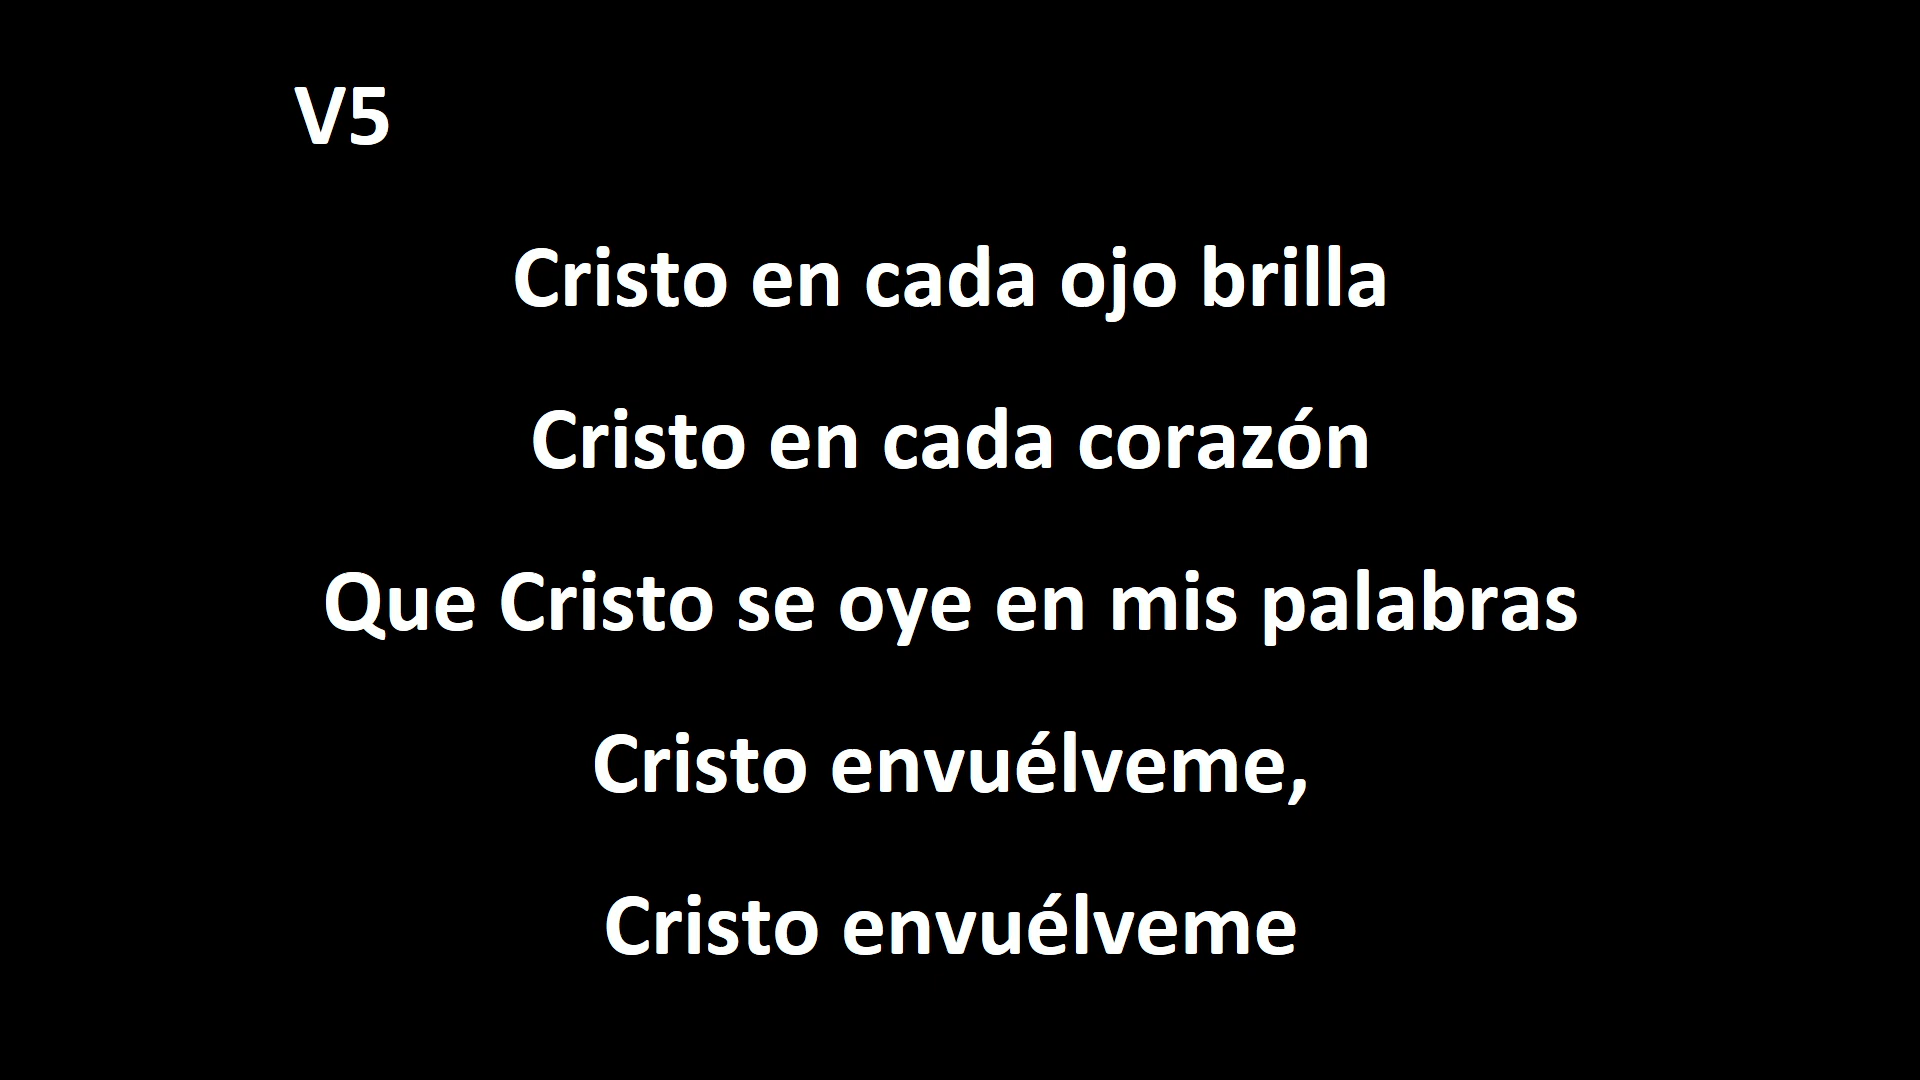 V5
Cristo en cada ojo brilla
Cristo en cada corazón
Que Cristo se oye en mis palabras
Cristo envuélveme,
Cristo envuélveme